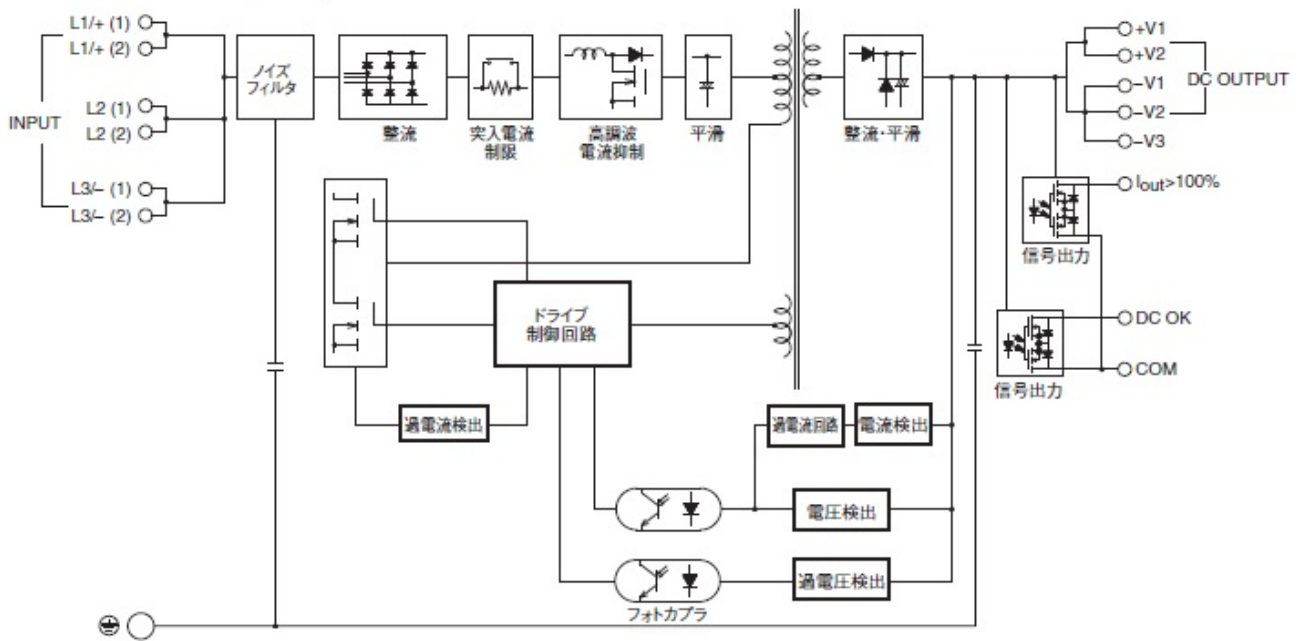 INPUT
L1/+ (1)
L1/+ (2)
L2 (1)
L2 (2)
L3/− (1)
L3/− (2)
ノイズ
フィルタ
整流
突入電流
制限
高調波
電流抑制
平滑
整流・平滑
+V1
+V2
−V1
−V2
−V3
DC OUTPUT
Iout>100%
信号出力
DC OK
COM
信号出力
ドライブ
制御回路
過電流検出
過電流回路
電流検出
電圧検出
過電圧検出
フォトカプラ